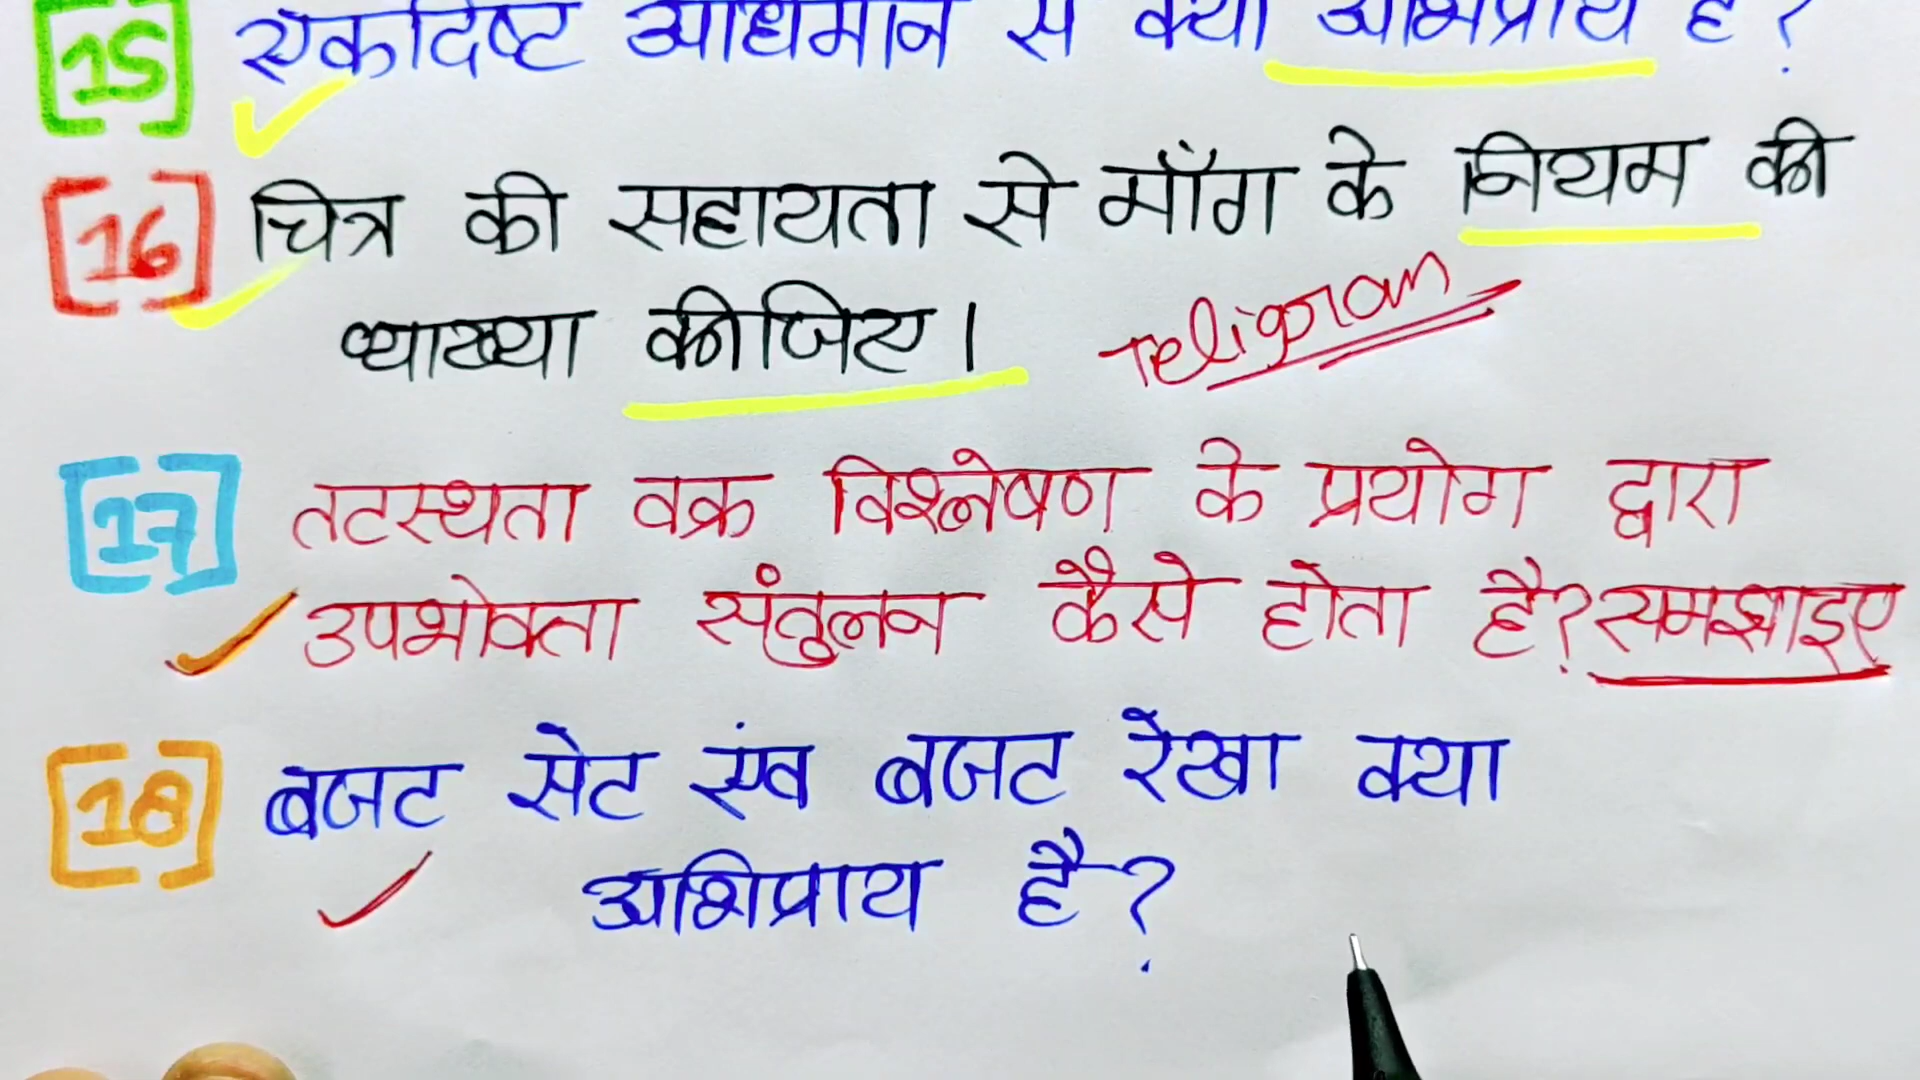 [15] एकदिष्ट अधिमान से क्या अभिप्राय है?
[16] चित्र की सहायता से माँग के नियम की
व्याख्या कीजिए।
Teligram
[17] तटस्थता वक्र विश्लेषण के प्रयोग द्वारा
उपभोक्ता संतुलन कैसे होता है? समझाइए
[18] बजट सेट एंव बजट रेखा क्या
अभिप्राय है?